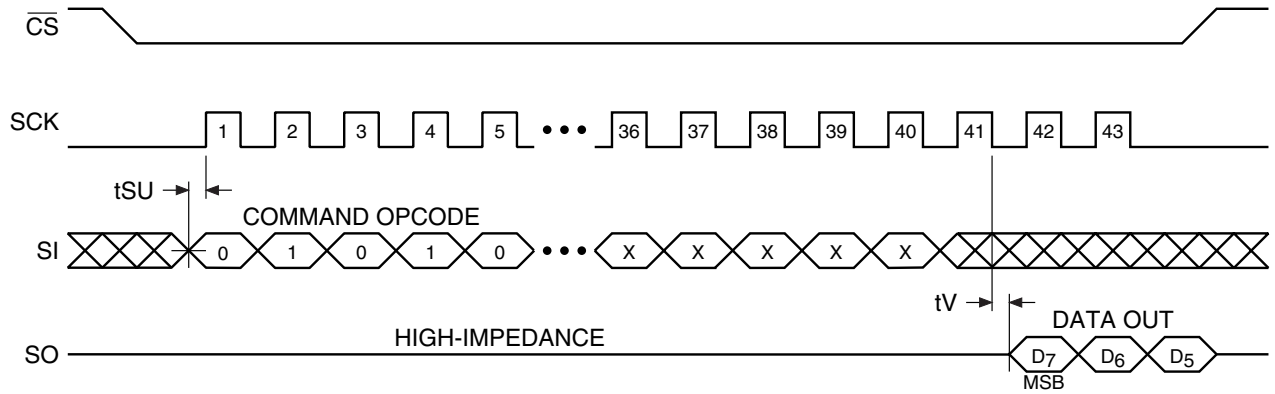 CS
SCK
1 2 3 4 5 ••• 36 37 38 39 40 41 42 43
tSU
COMMAND OPCODE
SI
0 1 0 1 0 ••• X X X X X
tV
DATA OUT
HIGH-IMPEDANCE
SO
D7 D6 D5
MSB